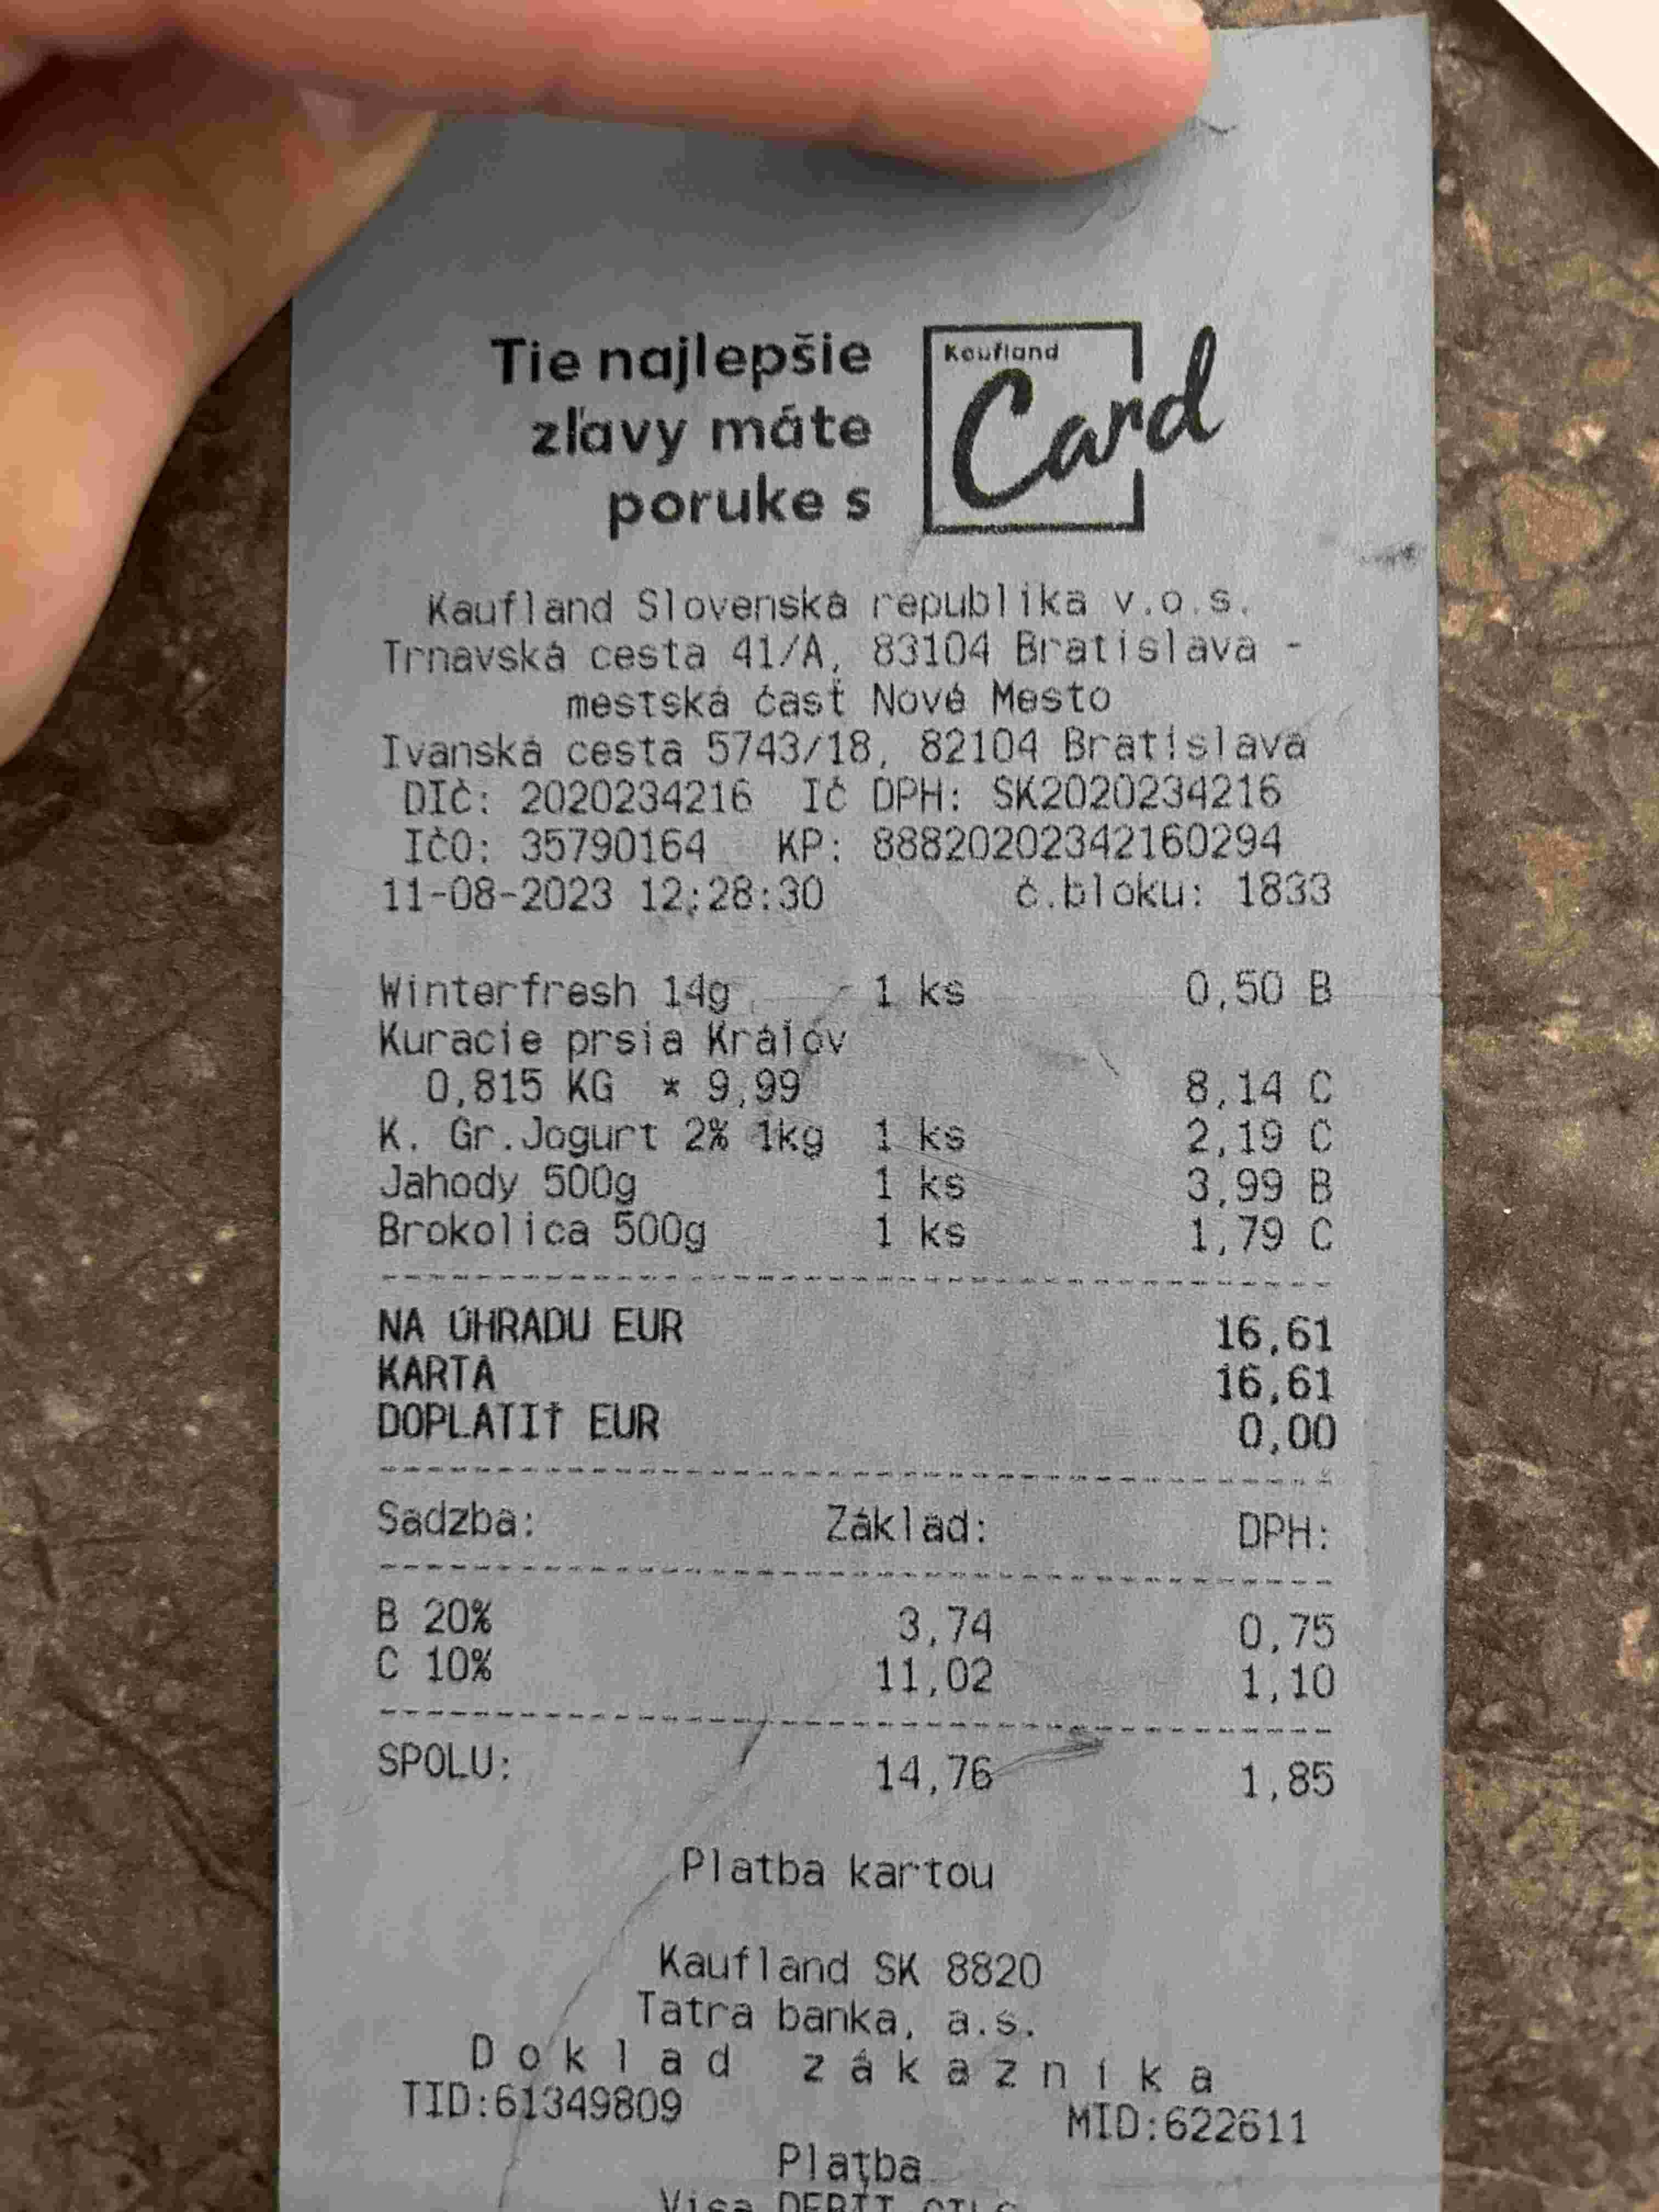 Tie najlepšie
zľavy máte
poruke s
Kaufland
Card
Kaufland Slovenská republika v.o.s.
Trnavská cesta 41/A, 83104 Bratislava -
mestská časť Nové Mesto
Ivanská cesta 5743/18, 82104 Bratislava
DIČ: 2020234216 IČ DPH: SK2020234216
IČO: 35790164 KP: 88820202342160294
11-08-2023 12:28:30 č.bloku: 1833
Winterfresh 14g 1 ks 0,50 B
Kuracie prsia Kráľov
0,815 KG * 9,99 8,14 C
K. Gr.Jogurt 2% 1kg 1 ks 2,19 C
Jahody 500g 1 ks 3,99 B
Brokolica 500g 1 ks 1,79 C
NA ÚHRADU EUR 16,61
KARTA 16,61
DOPLATIŤ EUR 0,00
Sadzba: Základ: DPH:
B 20% 3,74 0,75
C 10% 11,02 1,10
SPOLU: 14,76 1,85
Platba kartou
Kaufland SK 8820
Tatra banka, a.s.
Doklad zákazníka
TID:61349809 MID:622611
Platba
Visa DEBIT